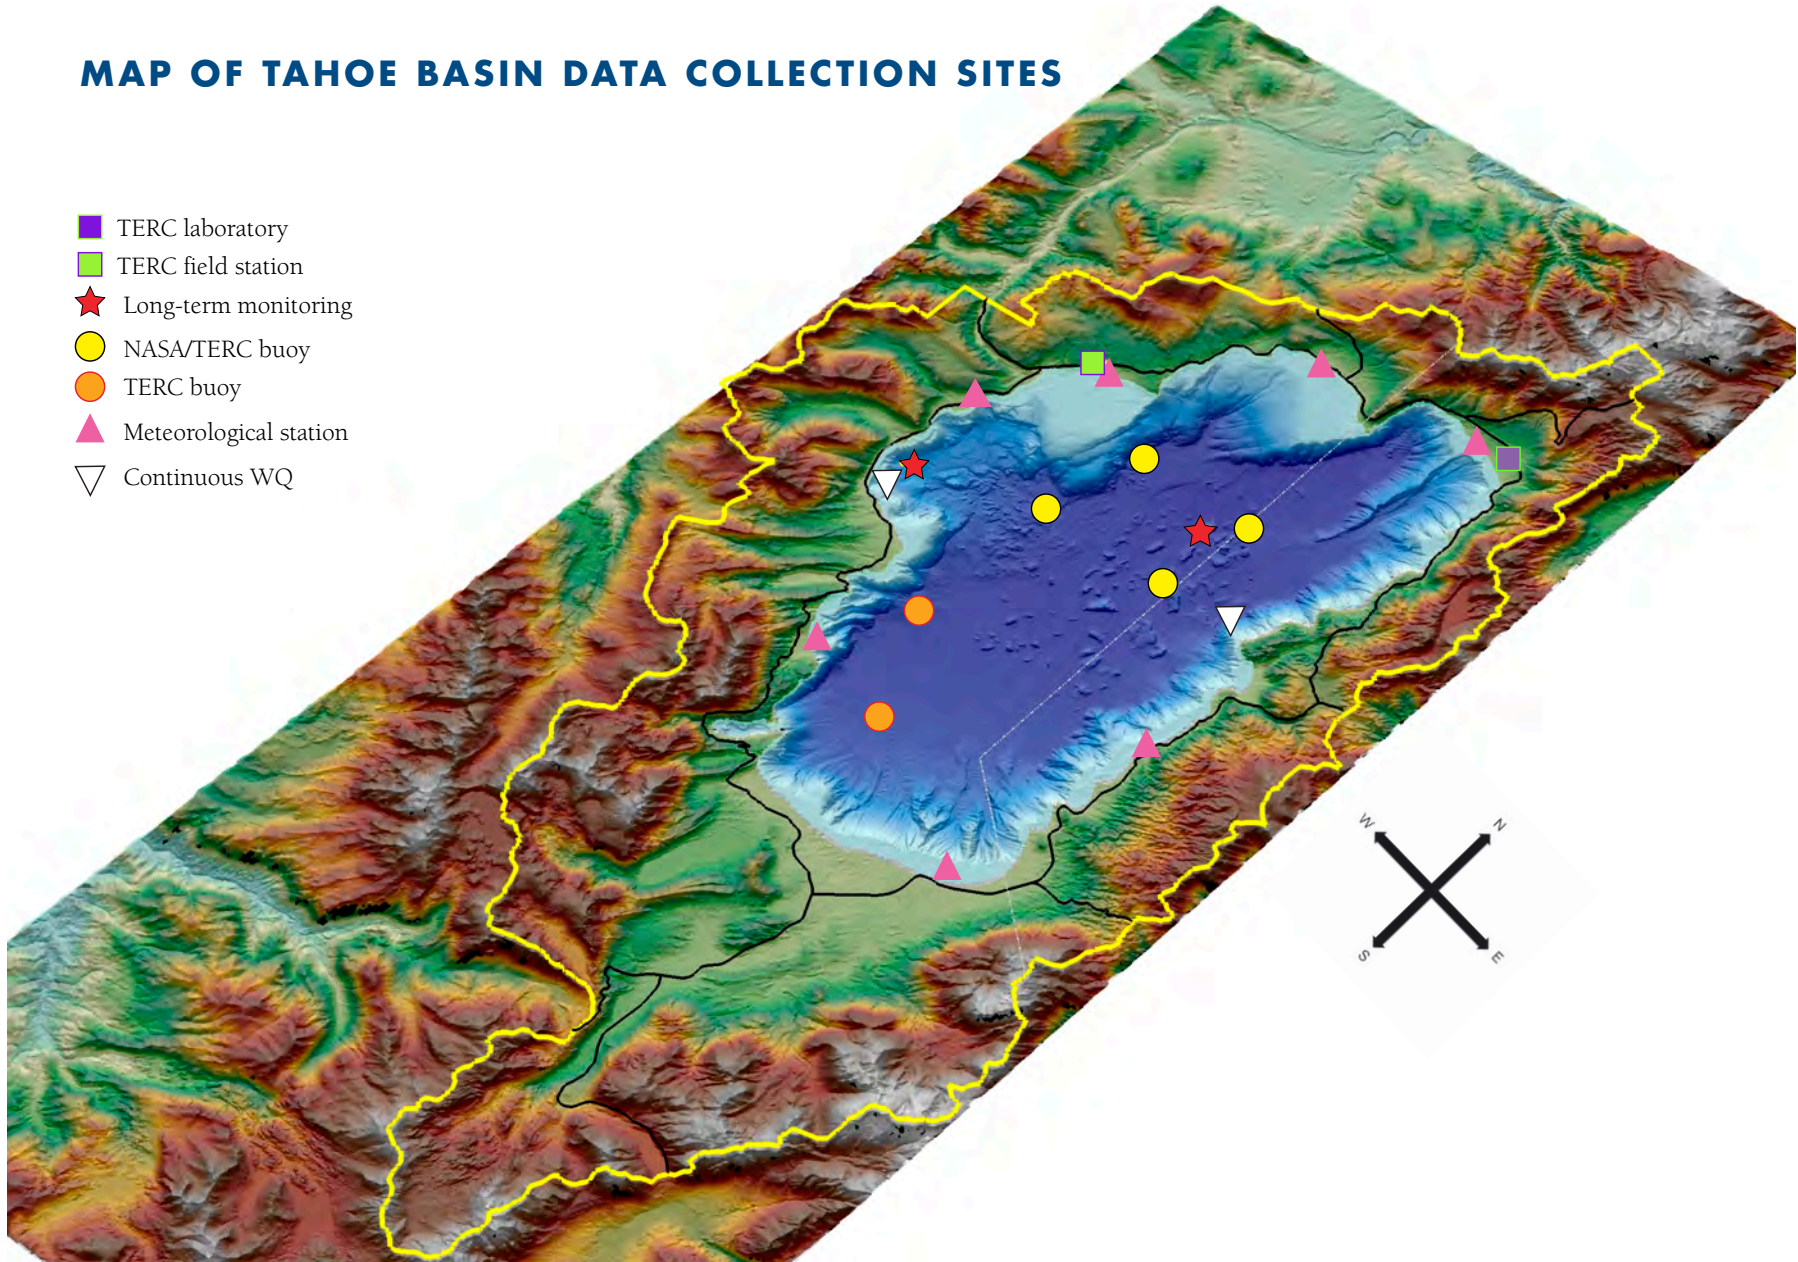 MAP OF TAHOE BASIN DATA COLLECTION SITES
TERC laboratory
TERC field station
Long-term monitoring
NASA/TERC buoy
TERC buoy
Meteorological station
Continuous WQ
W
N
S
E